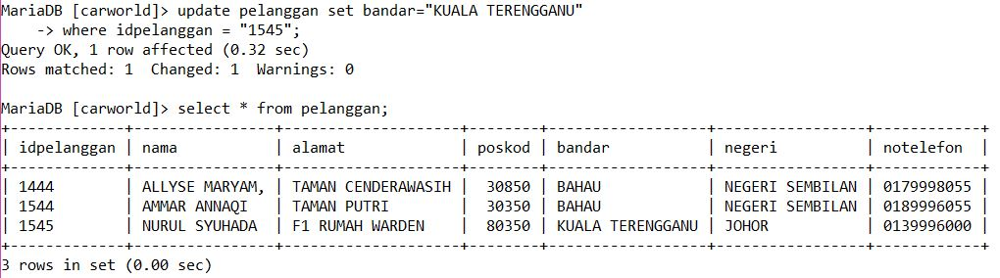 MariaDB [carworld]> update pelanggan set bandar="KUALA TERENGGANU"
    -> where idpelanggan = "1545";
Query OK, 1 row affected (0.32 sec)
Rows matched: 1  Changed: 1  Warnings: 0

MariaDB [carworld]> select * from pelanggan;
+-------------+----------------+--------------------+--------+------------------+-----------------+------------+
| idpelanggan | nama           | alamat             | poskod | bandar           | negeri          | notelefon  |
+-------------+----------------+--------------------+--------+------------------+-----------------+------------+
| 1444        | ALLYSE MARYAM, | TAMAN CENDERAWASIH |  30850 | BAHAU            | NEGERI SEMBILAN | 0179998055 |
| 1544        | AMMAR ANNAQI   | TAMAN PUTRI        |  30350 | BAHAU            | NEGERI SEMBILAN | 0189996055 |
| 1545        | NURUL SYUHADA  | F1 RUMAH WARDEN    |  80350 | KUALA TERENGGANU | JOHOR           | 0139996000 |
+-------------+----------------+--------------------+--------+------------------+-----------------+------------+
3 rows in set (0.00 sec)